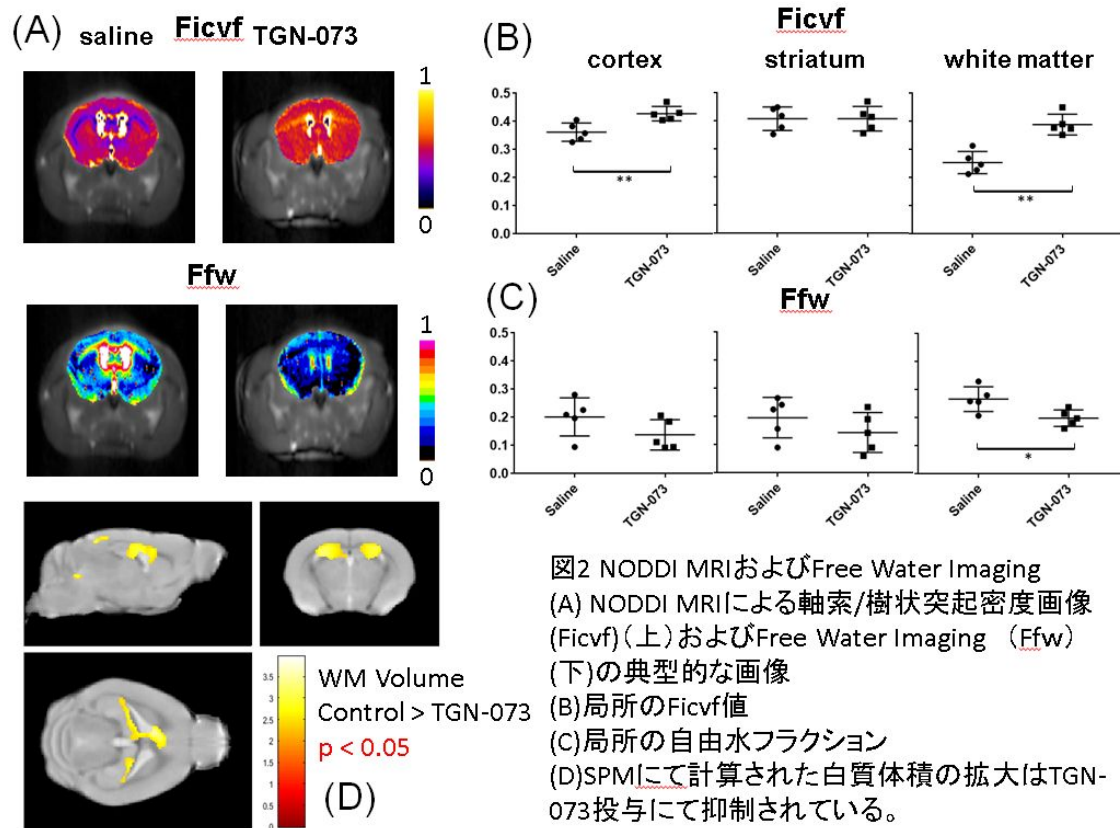 (A) saline Ficvf TGN-073
1
0
Ffw
1
0
(B) Ficvf
cortex striatum white matter
0.5
0.4
0.3
0.2
0.1
0.0
** **
Saline TGN-073 Saline TGN-073 Saline TGN-073
(C) Ffw
0.5
0.4
0.3
0.2
0.1
0.0
*
Saline TGN-073 Saline TGN-073 Saline TGN-073
3.5
3
2.5
2
1.5
1
0.5
0
WM Volume
Control > TGN-073
p < 0.05
(D)
図2 NODDI MRIおよびFree Water Imaging
(A) NODDI MRIによる軸索/樹状突起密度画像
(Ficvf)(上)およびFree Water Imaging (Ffw)
(下)の典型的な画像
(B)局所のFicvf値
(C)局所の自由水フラクション
(D)SPMにて計算された白質体積の拡大はTGN-
073投与にて抑制されている。